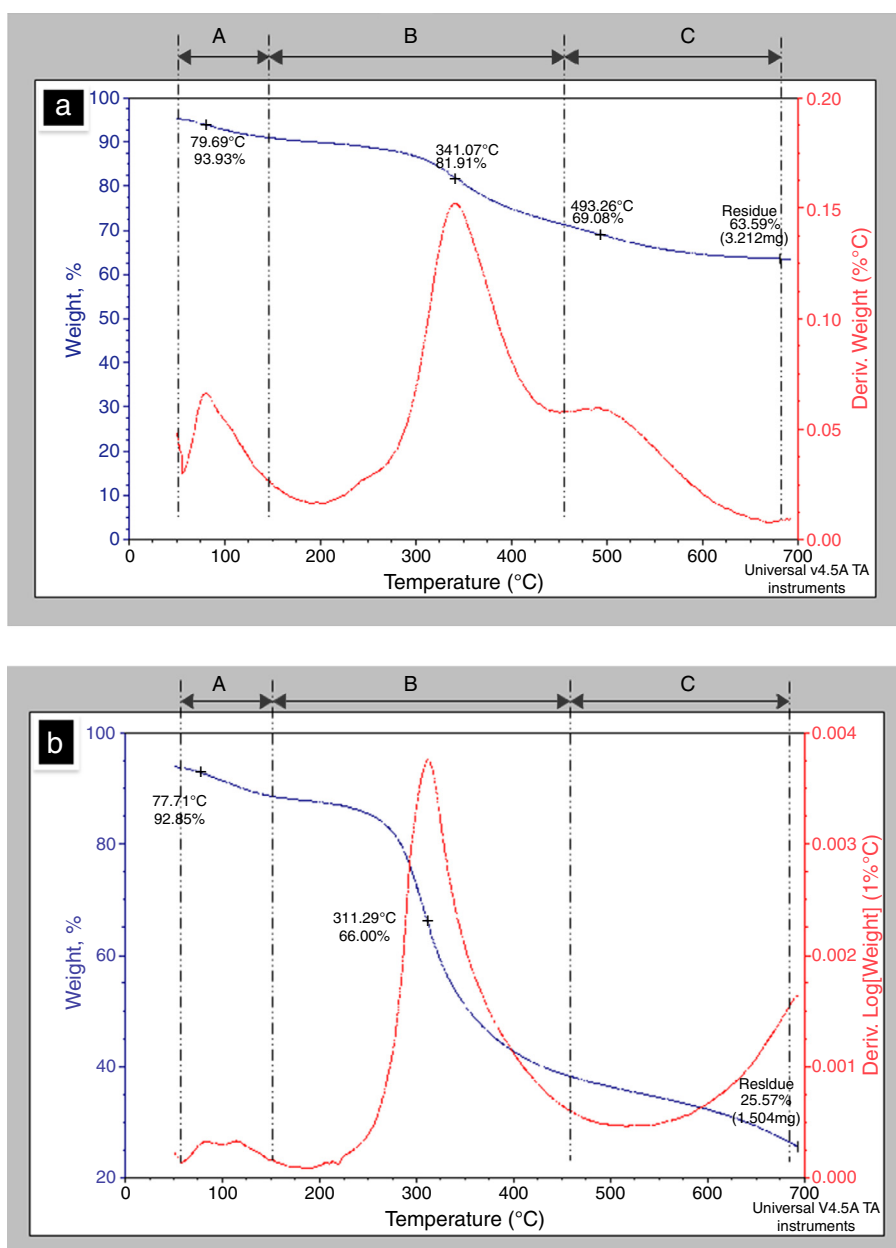 A B C
a
100
90
80
70
60
50
40
30
20
10
0
Weight, %
79.69°C
93.93%
341.07°C
81.91%
493.26°C
69.08%
Residue
63.59%
(3.212mg)
0.20
0.15
0.10
0.05
0.00
Deriv. Weight (%°C)
0 100 200 300 400 500 600 700
Temperature (°C)
Universal v4.5A TA
instruments
A B C
b
100
80
60
40
20
Weight, %
77.71°C
92.85%
311.29°C
66.00%
Resldue
25.57%
(1.504mg)
0.004
0.003
0.002
0.001
0.000
Deriv. Log[Weight] (1%°C)
0 100 200 300 400 500 600 700
Temperature (°C)
Universal V4.5A TA
instruments